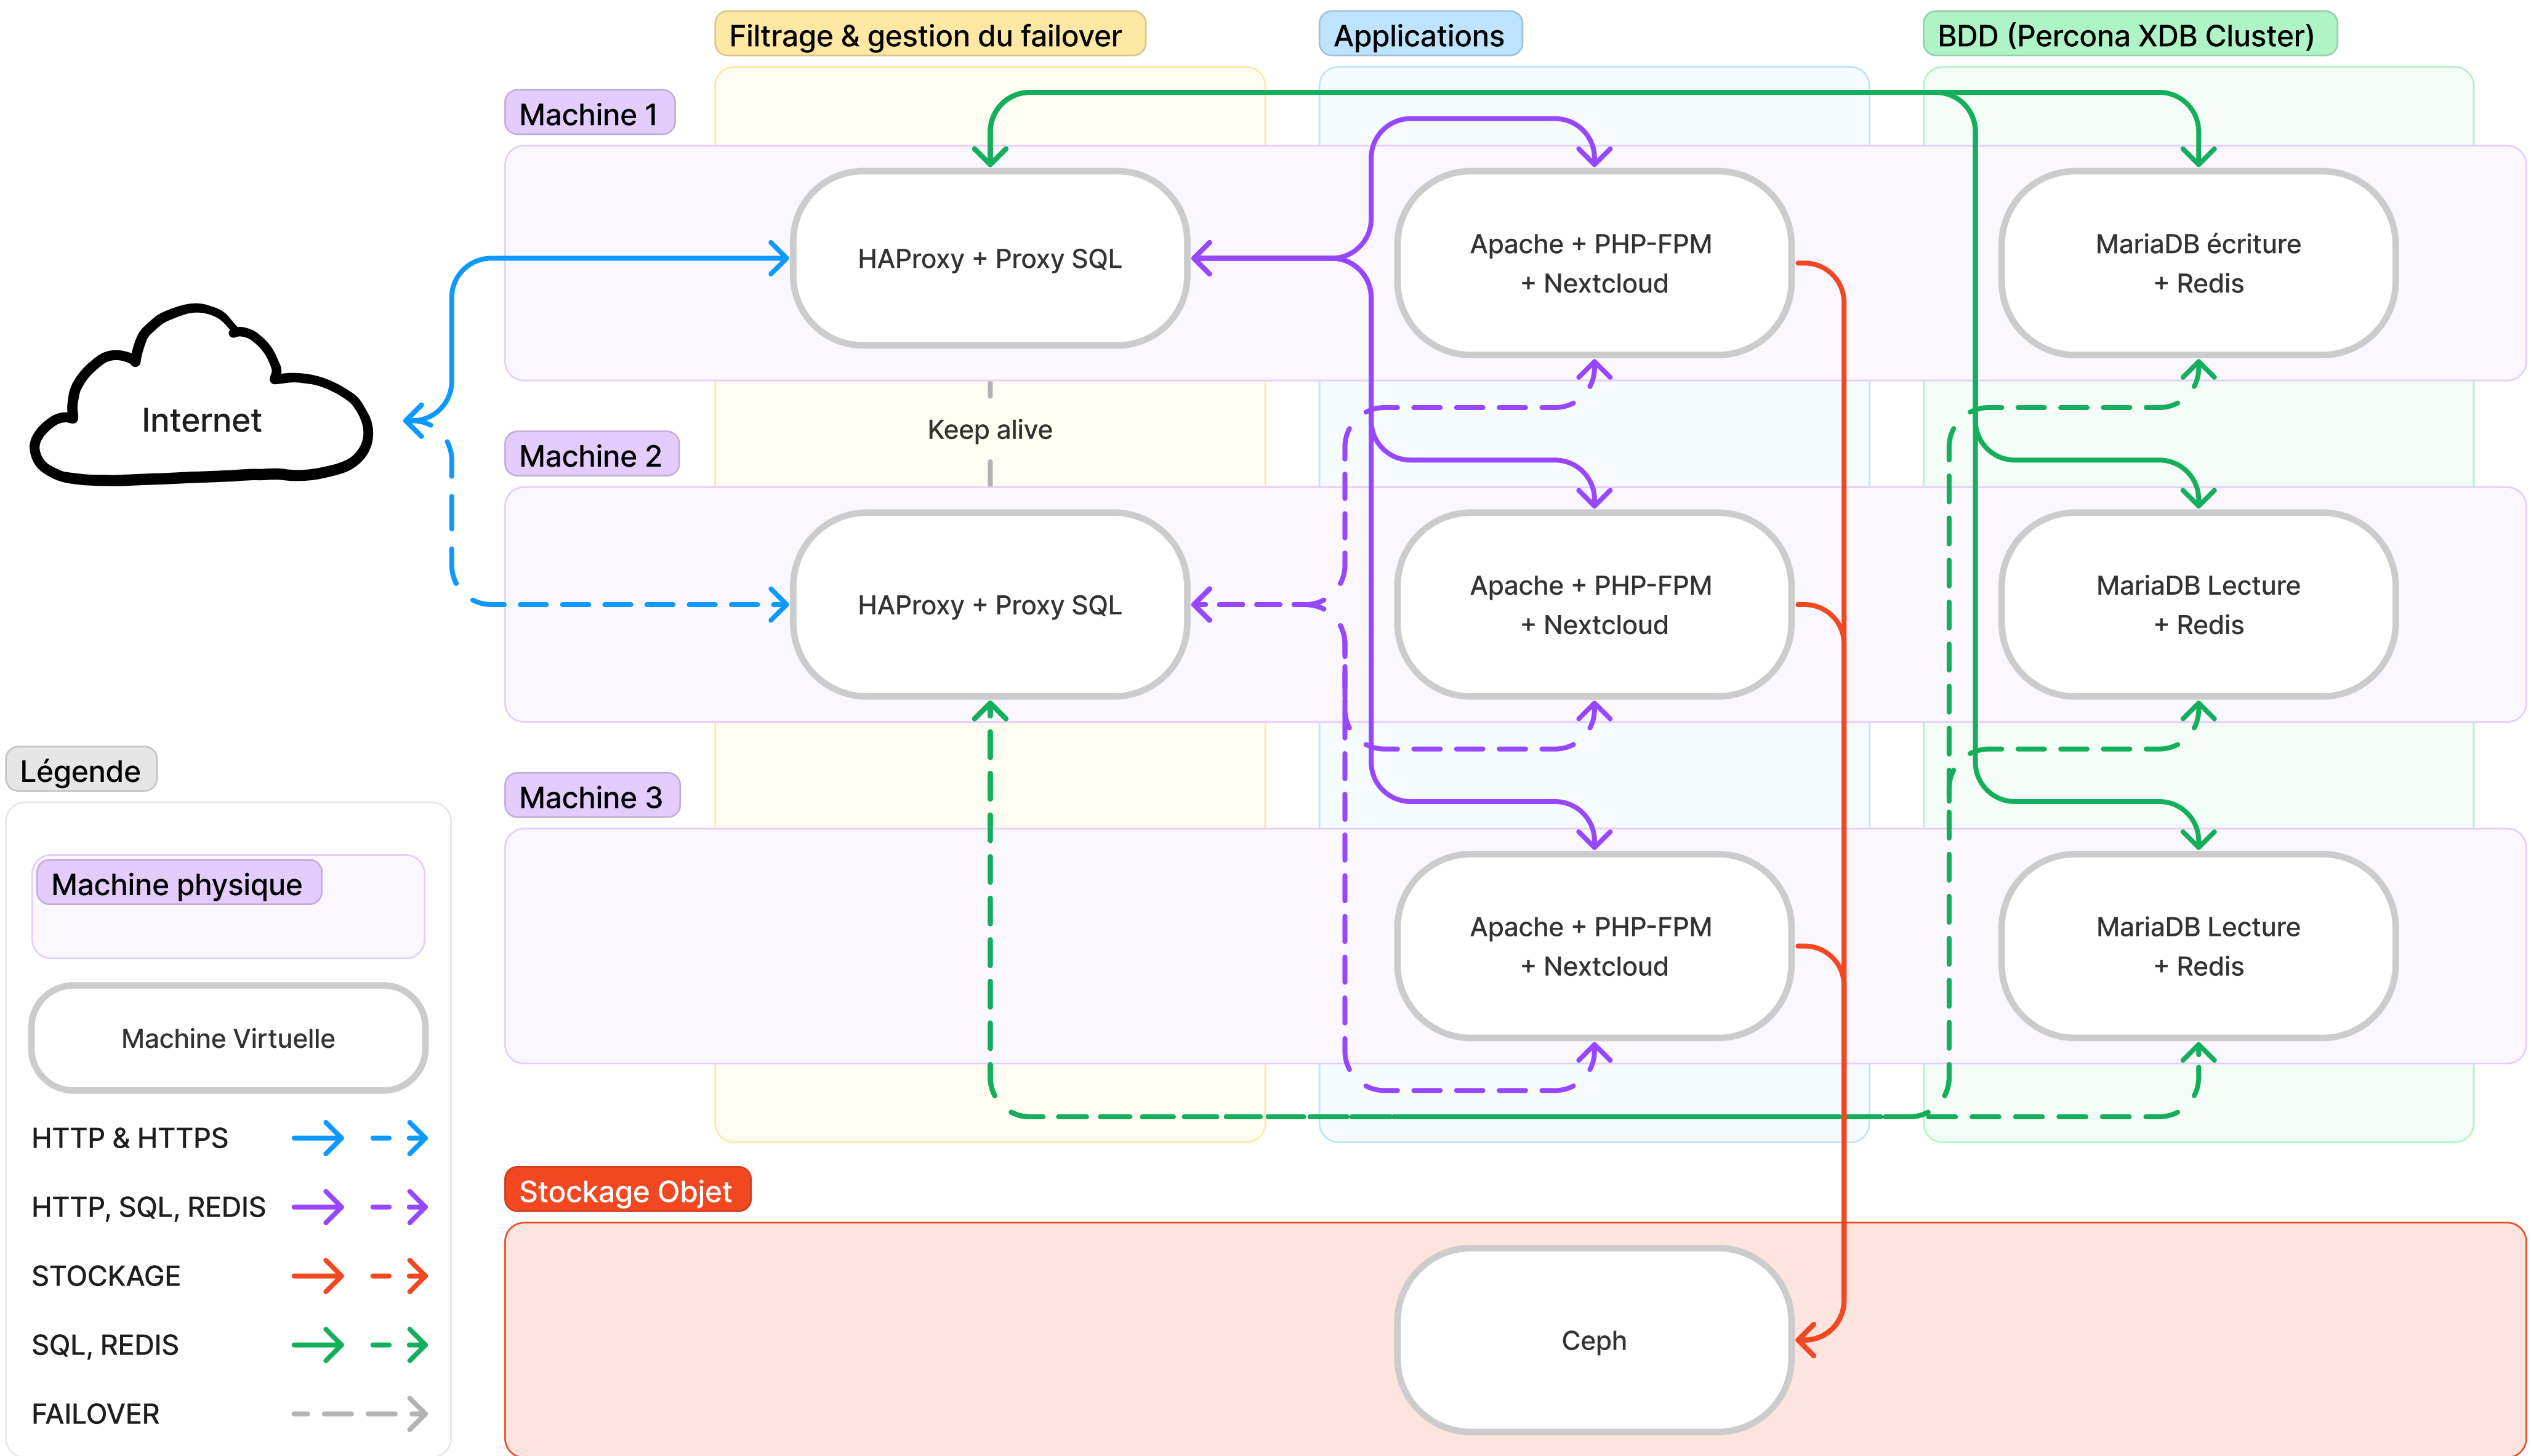 Filtrage & gestion du failover
Applications
BDD (Percona XDB Cluster)
Machine 1
HAProxy + Proxy SQL
Apache + PHP-FPM
+ Nextcloud
MariaDB écriture
+ Redis
Internet
Keep alive
Machine 2
HAProxy + Proxy SQL
Apache + PHP-FPM
+ Nextcloud
MariaDB Lecture
+ Redis
Machine 3
Apache + PHP-FPM
+ Nextcloud
MariaDB Lecture
+ Redis
Légende
Machine physique
Machine Virtuelle
HTTP & HTTPS
HTTP, SQL, REDIS
STOCKAGE
SQL, REDIS
FAILOVER
Stockage Objet
Ceph